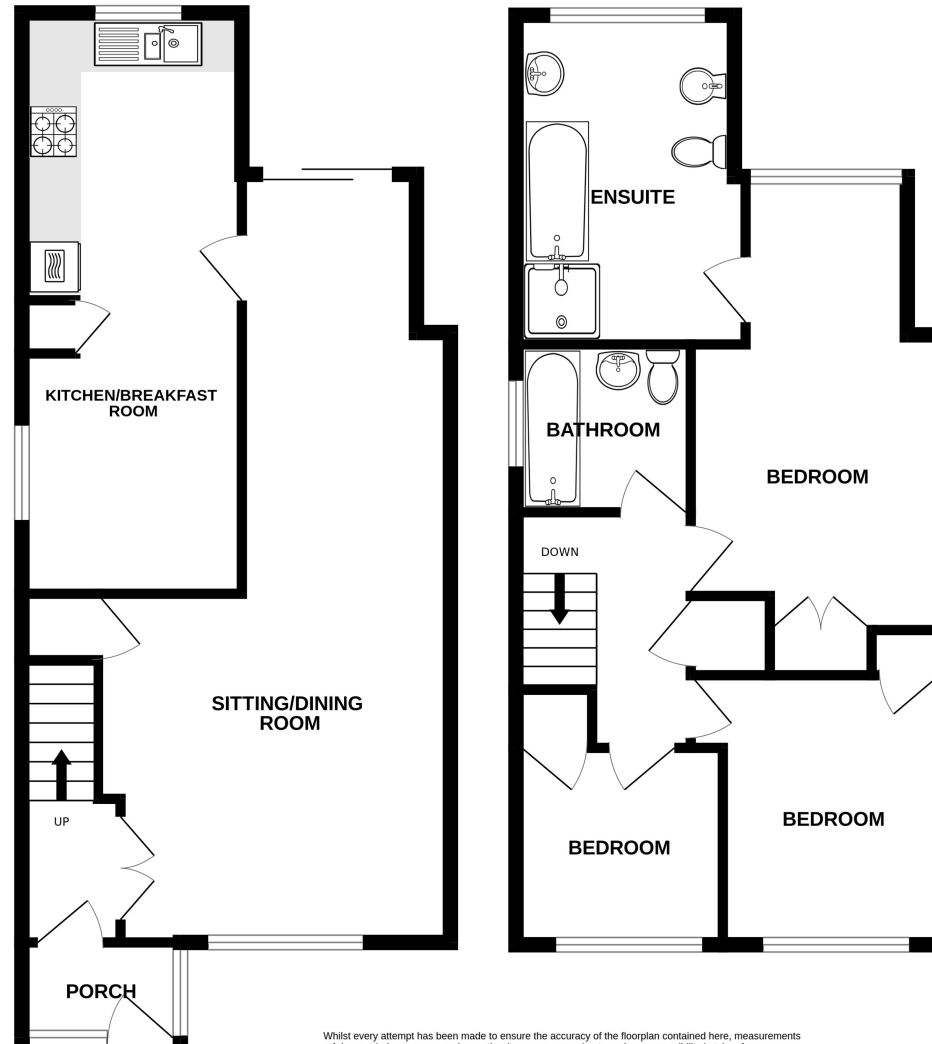 ENSUITE
KITCHEN/BREAKFAST
ROOM
BATHROOM
BEDROOM
DOWN
SITTING/DINING
ROOM
UP
BEDROOM
BEDROOM
PORCH
Whilst every attempt has been made to ensure the accuracy of the floorplan contained here, measurements